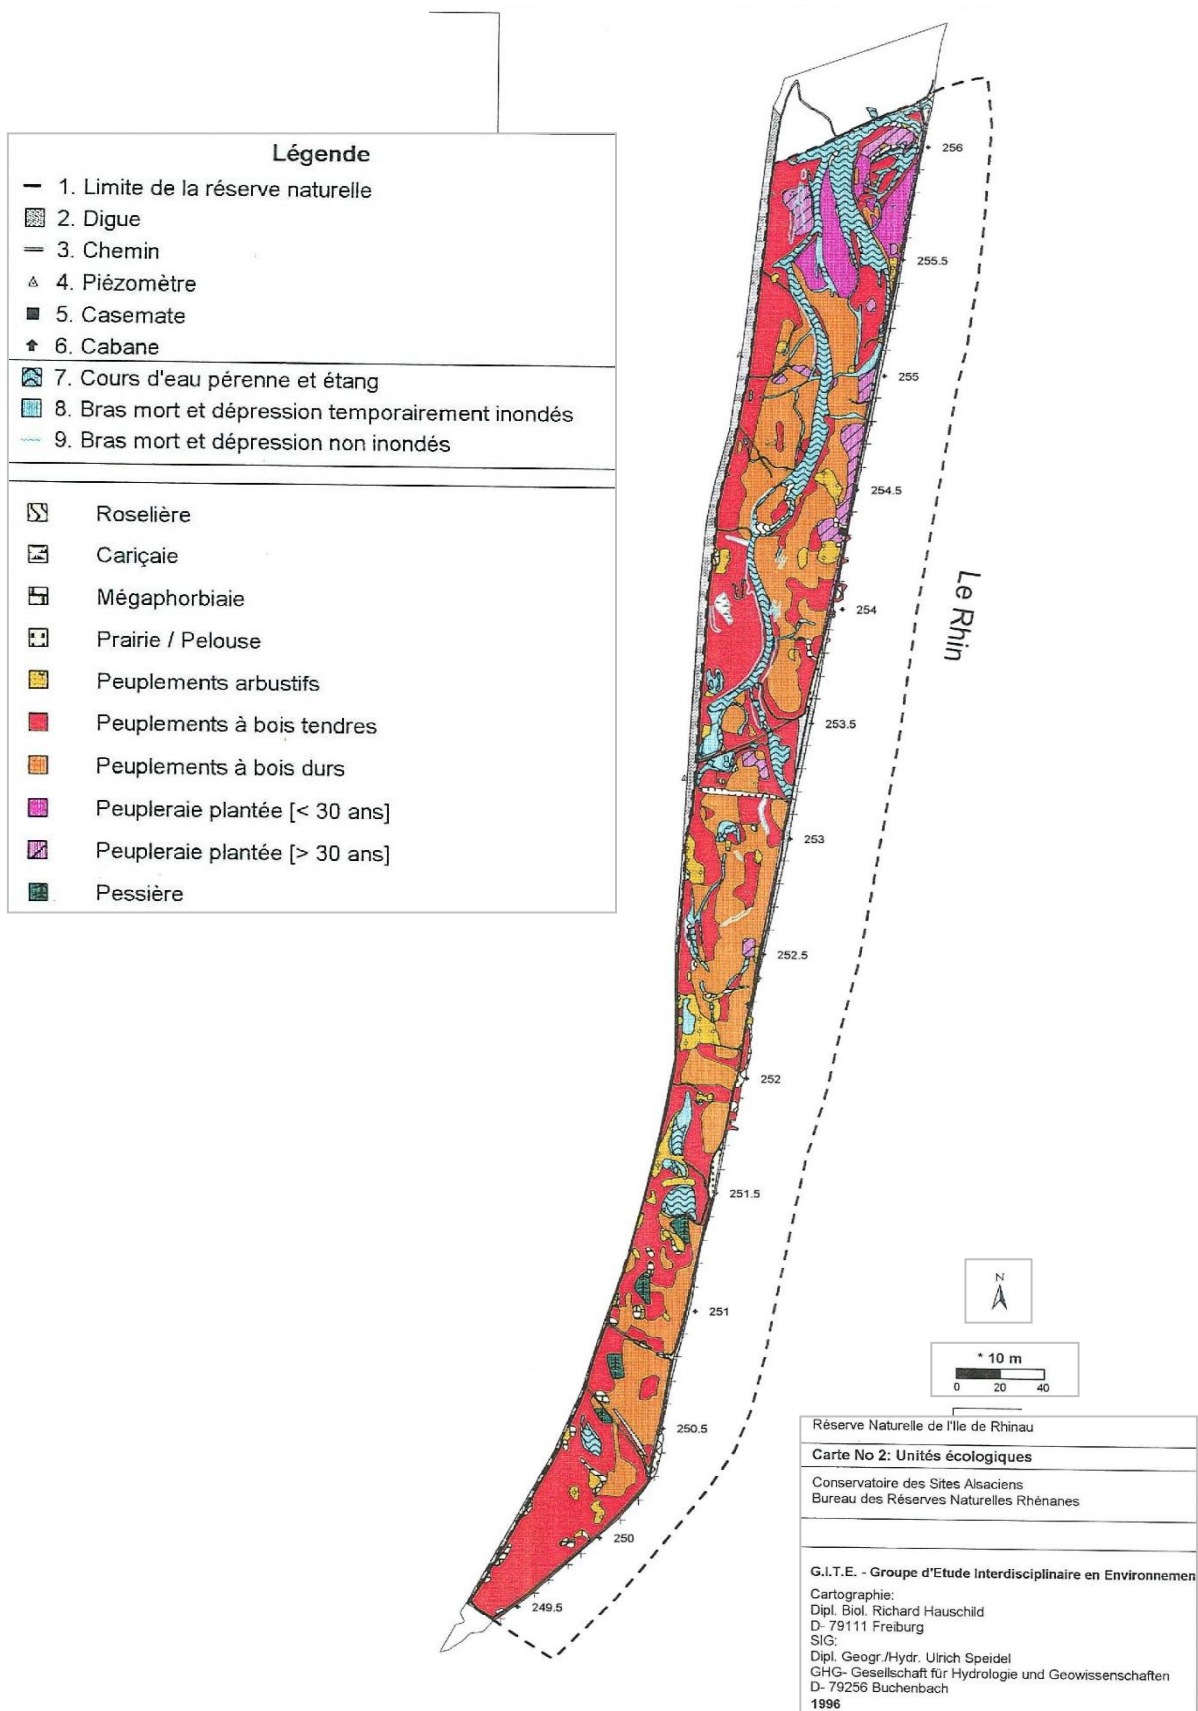 Légende
1. Limite de la réserve naturelle
2. Digue
3. Chemin
4. Piézomètre
5. Casemate
6. Cabane
7. Cours d'eau pérenne et étang
8. Bras mort et dépression temporairement inondés
9. Bras mort et dépression non inondés
Roselière
Cariçaie
Mégaphorbiaie
Prairie / Pelouse
Peuplements arbustifs
Peuplements à bois tendres
Peuplements à bois durs
Peupleraie plantée [< 30 ans]
Peupleraie plantée [> 30 ans]
Pessière
256
255.5
255
254.5
254
253.5
253
252.5
252
251.5
251
250.5
250
249.5
Le Rhin
N
* 10 m
0 20 40
Réserve Naturelle de l'Ile de Rhinau
Carte No 2: Unités écologiques
Conservatoire des Sites Alsaciens
Bureau des Réserves Naturelles Rhénanes
G.I.T.E. - Groupe d'Etude Interdisciplinaire en Environnemen
Cartographie:
Dipl. Biol. Richard Hauschild
D- 79111 Freiburg
SIG:
Dipl. Geogr./Hydr. Ulrich Speidel
GHG- Gesellschaft für Hydrologie und Geowissenschaften
D- 79256 Buchenbach
1996